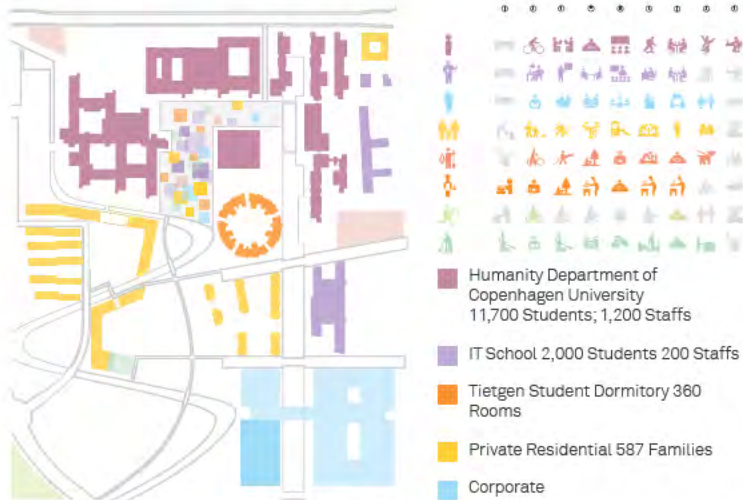 Humanity Department of
Copenhagen University
11,700 Students; 1,200 Staffs
IT School 2,000 Students 200 Staffs
Tietgen Student Dormitory 360
Rooms
Private Residential 587 Families
Corporate